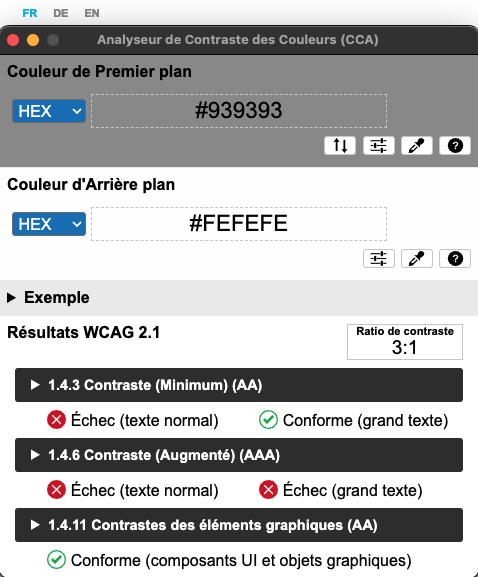 FR DE EN
Analyseur de Contraste des Couleurs (CCA)
Couleur de Premier plan
HEX #939393
Couleur d'Arrière plan
HEX #FEFEFE
Exemple
Résultats WCAG 2.1
Ratio de contraste
3:1
1.4.3 Contraste (Minimum) (AA)
Échec (texte normal) Conforme (grand texte)
1.4.6 Contraste (Augmenté) (AAA)
Échec (texte normal) Échec (grand texte)
1.4.11 Contrastes des éléments graphiques (AA)
Conforme (composants UI et objets graphiques)